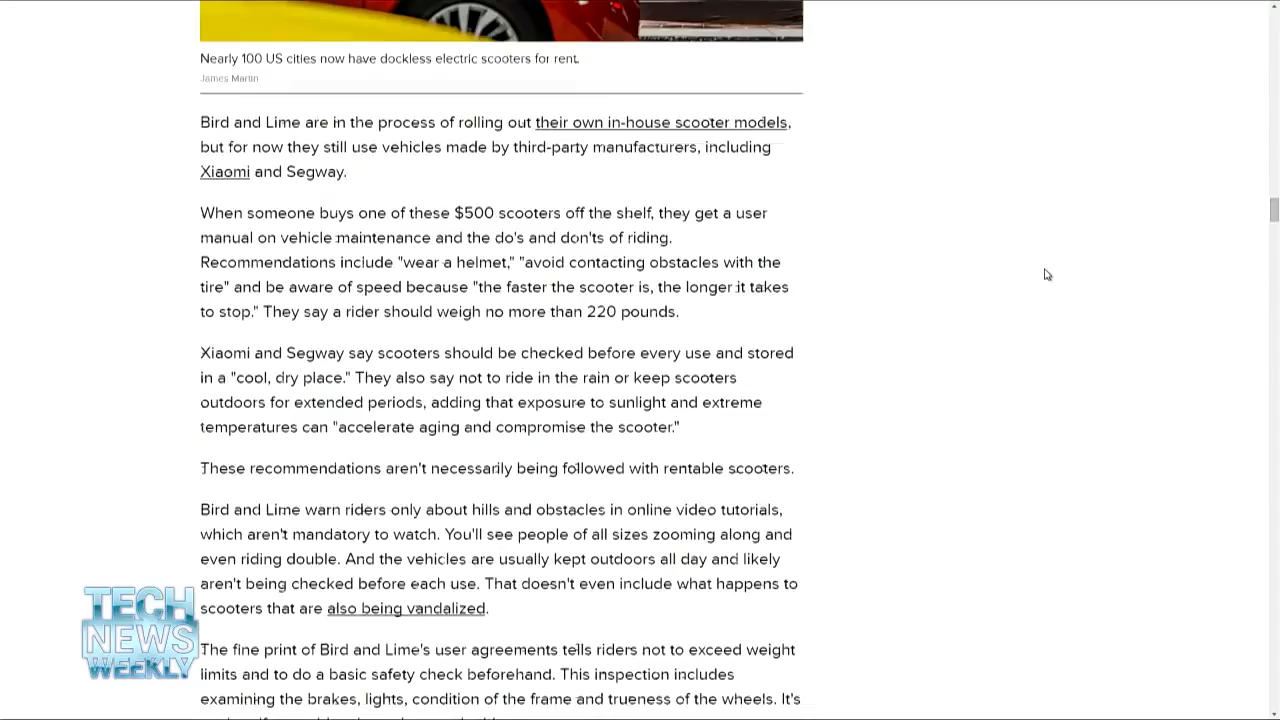 Nearly 100 US cities now have dockless electric scooters for rent.
James Martin
Bird and Lime are in the process of rolling out their own in-house scooter models,
but for now they still use vehicles made by third-party manufacturers, including
Xiaomi and Segway.
When someone buys one of these $500 scooters off the shelf, they get a user
manual on vehicle maintenance and the do's and don'ts of riding.
Recommendations include "wear a helmet," "avoid contacting obstacles with the
tire" and be aware of speed because "the faster the scooter is, the longer it takes
to stop." They say a rider should weigh no more than 220 pounds.
Xiaomi and Segway say scooters should be checked before every use and stored
in a "cool, dry place." They also say not to ride in the rain or keep scooters
outdoors for extended periods, adding that exposure to sunlight and extreme
temperatures can "accelerate aging and compromise the scooter."
These recommendations aren't necessarily being followed with rentable scooters.
Bird and Lime warn riders only about hills and obstacles in online video tutorials,
which aren't mandatory to watch. You'll see people of all sizes zooming along and
even riding double. And the vehicles are usually kept outdoors all day and likely
aren't being checked before each use. That doesn't even include what happens to
scooters that are also being vandalized.
The fine print of Bird and Lime's user agreements tells riders not to exceed weight
limits and to do a basic safety check beforehand. This inspection includes
examining the brakes, lights, condition of the frame and trueness of the wheels. It's
TECH
NEWS
WEEKLY